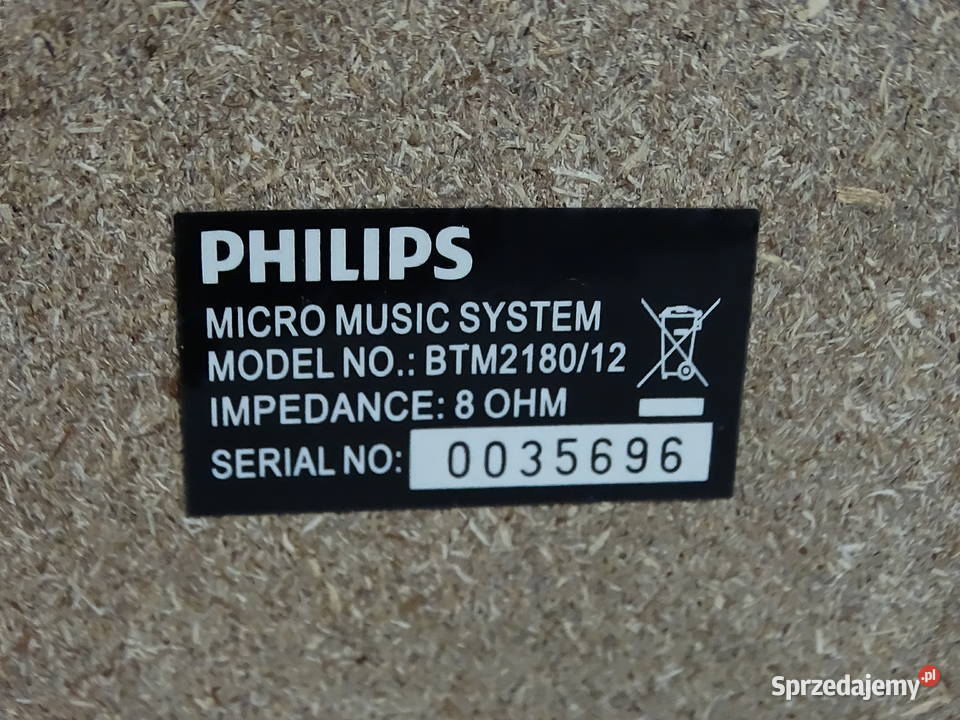 PHILIPS
MICRO MUSIC SYSTEM
MODEL NO.: BTM2180/12
IMPEDANCE: 8 OHM
SERIAL NO: 0035696
Sprzedajemy.pl